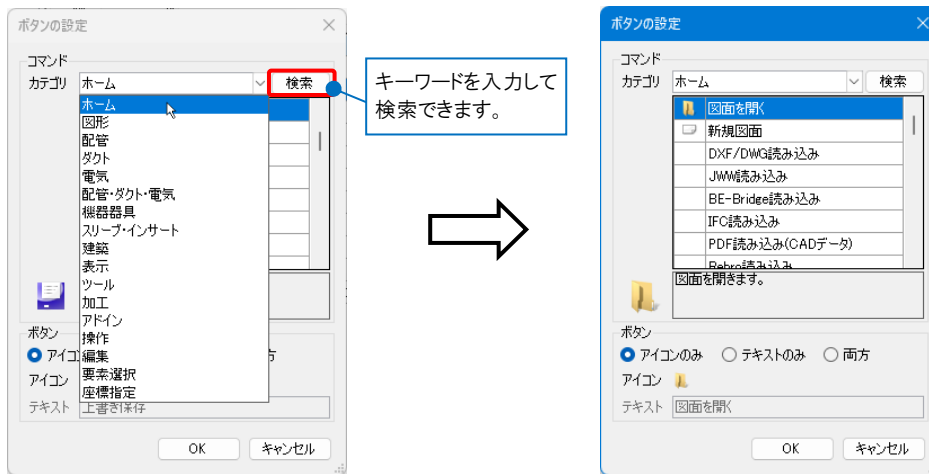 ボタンの設定
コマンド
カテゴリ ホーム 検索
ホーム
図形
配管
ダクト
電気
配管・ダクト・電気
機器器具
スリーブ・インサート
建築
表示
ツール
加工
アドイン
操作
編集
要素選択
座標指定
ボタン
アイコ
方
アイコン
テキスト 上書き保存
OK キャンセル
キーワードを入力して
検索できます。
ボタンの設定
コマンド
カテゴリ ホーム 検索
図面を開く
新規図面
DXF/DWG読み込み
JWW読み込み
BE-Bridge読み込み
IFC読み込み
PDF読み込み(CADデータ)
Rebro読み込み
図面を開きます。
ボタン
アイコンのみ テキストのみ 両方
アイコン
テキスト 図面を開く
OK キャンセル